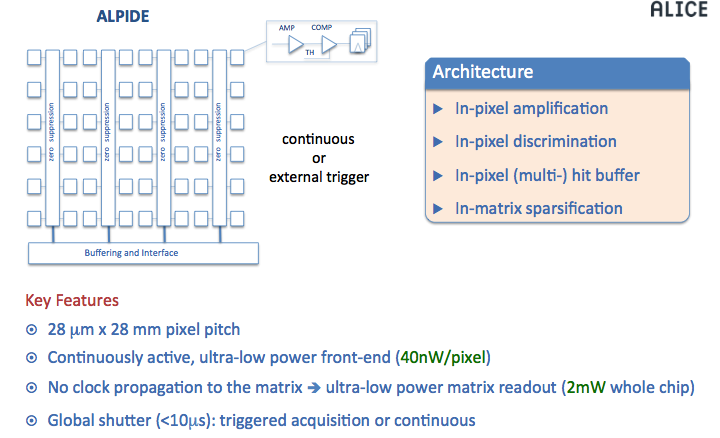 ALPIDE
ALICE
AMP
COMP
TH
zero suppression
zero suppression
zero suppression
zero suppression
continuous
or
external trigger
Buffering and Interface
Architecture
▶ In-pixel amplification
▶ In-pixel discrimination
▶ In-pixel (multi-) hit buffer
▶ In-matrix sparsification
Key Features
⦿ 28 μm x 28 mm pixel pitch
⦿ Continuously active, ultra-low power front-end (40nW/pixel)
⦿ No clock propagation to the matrix ➔ ultra-low power matrix readout (2mW whole chip)
⦿ Global shutter (<10μs): triggered acquisition or continuous